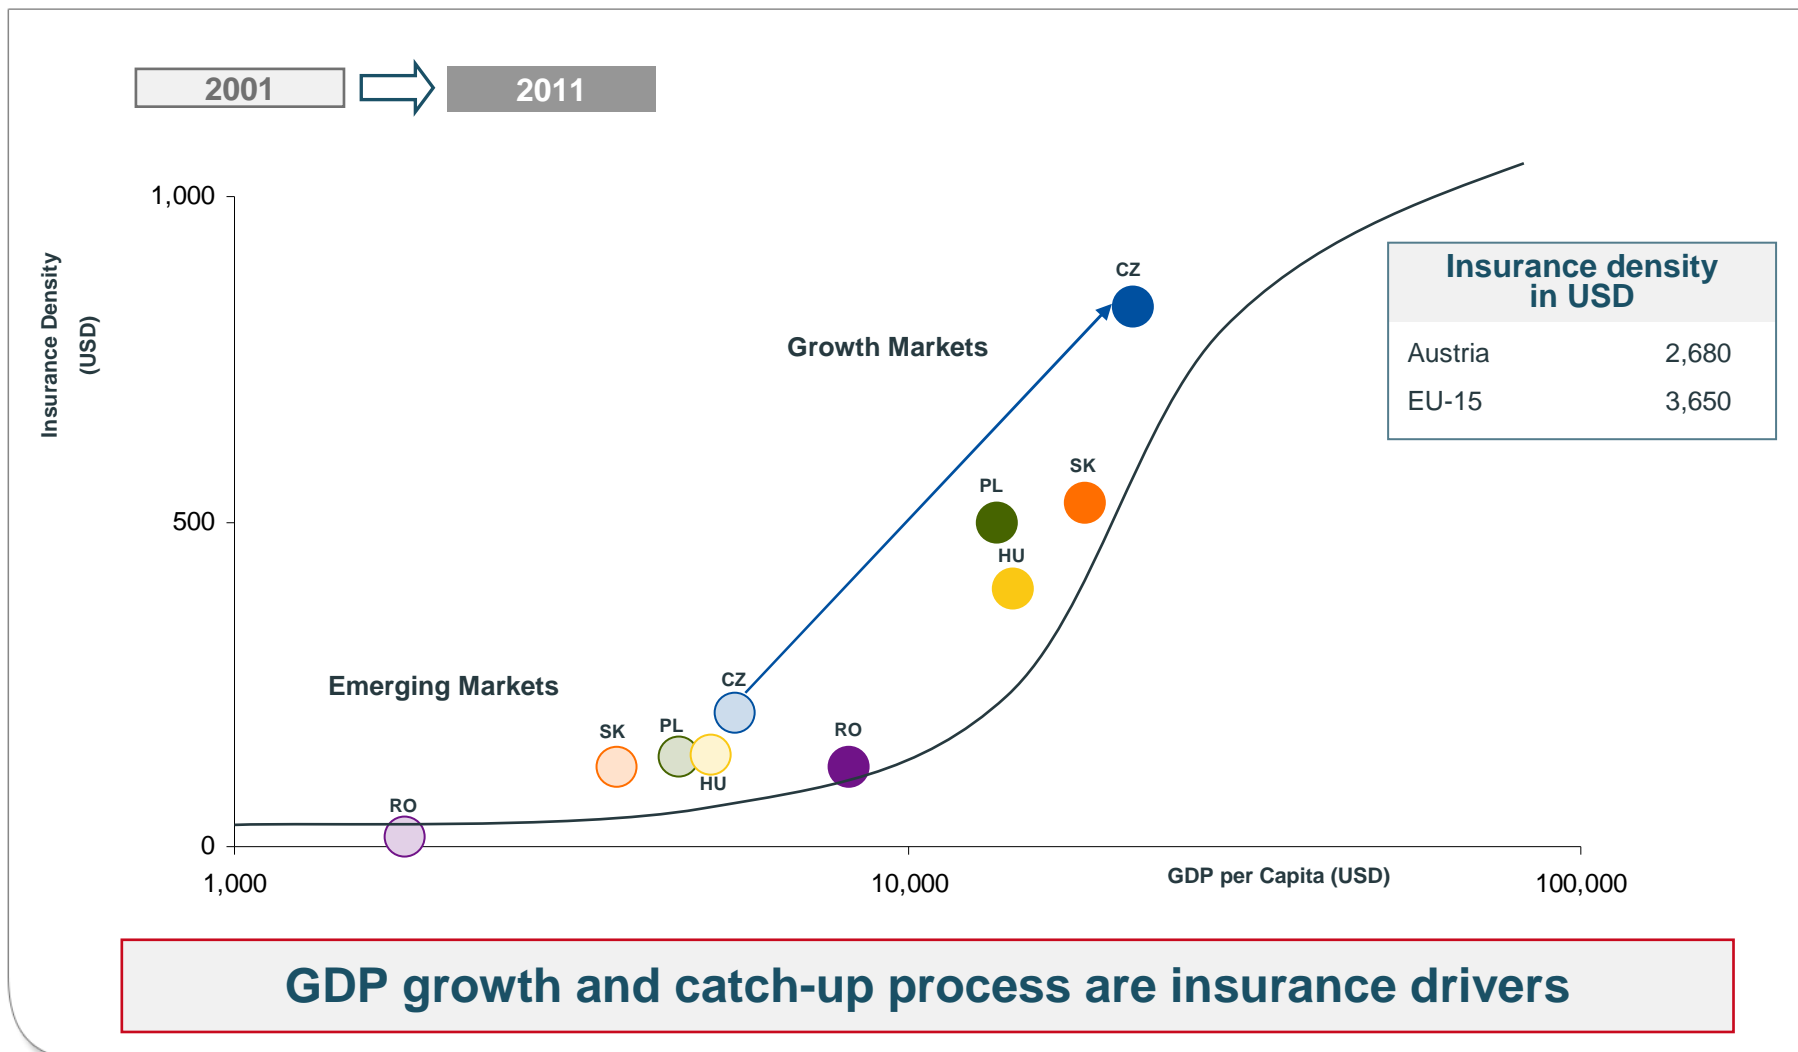 2001
2011
1,000
500
0
Insurance Density
(USD)
Growth Markets
Emerging Markets
CZ
SK
PL
HU
CZ
SK
PL
HU
RO
RO
1,000
10,000
GDP per Capita (USD)
100,000
Insurance density
in USD
Austria 2,680
EU-15 3,650
GDP growth and catch-up process are insurance drivers